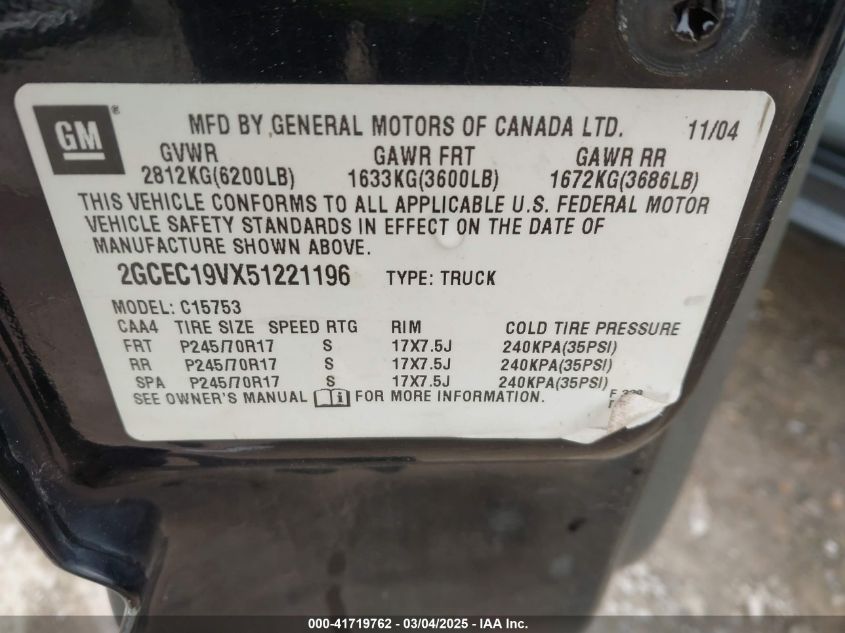 GM ® MFD BY GENERAL MOTORS OF CANADA LTD. 11/04
GVWR GAWR FRT GAWR RR
2812KG(6200LB) 1633KG(3600LB) 1672KG(3686LB)
THIS VEHICLE CONFORMS TO ALL APPLICABLE U.S. FEDERAL MOTOR
VEHICLE SAFETY STANDARDS IN EFFECT ON THE DATE OF
MANUFACTURE SHOWN ABOVE.
2GCEC19VX51221196 TYPE: TRUCK
MODEL: C15753
CAA4 TIRE SIZE SPEED RTG RIM COLD TIRE PRESSURE
FRT P245/70R17 S 17X7.5J 240KPA(35PSI)
RR P245/70R17 S 17X7.5J 240KPA(35PSI)
SPA P245/70R17 S 17X7.5J 240KPA(35PSI)
SEE OWNER'S MANUAL i FOR MORE INFORMATION.
000-41719762 - 03/04/2025 - IAA Inc.